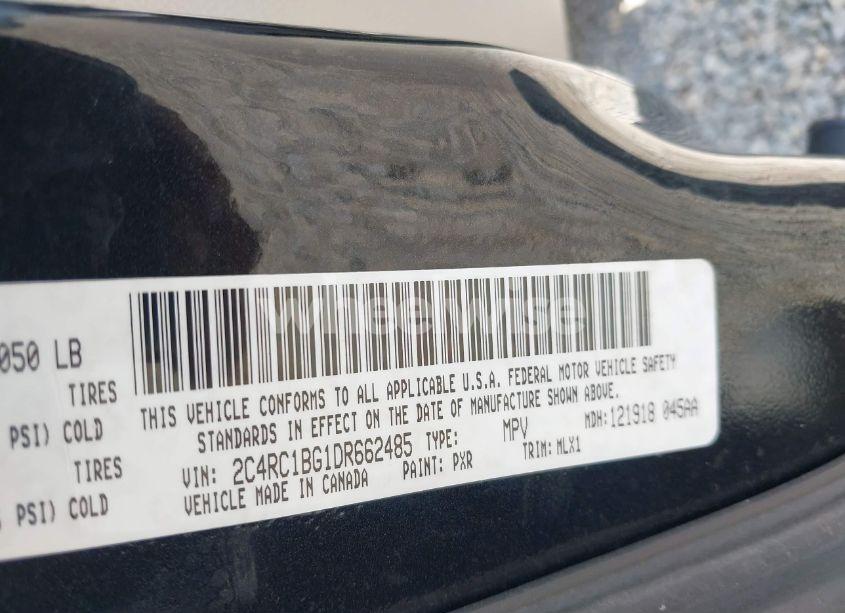 050 LB
TIRES
PSI) COLD
TIRES
PSI) COLD
wheelwise
THIS VEHICLE CONFORMS TO ALL APPLICABLE U.S.A. FEDERAL MOTOR VEHICLE SAFETY
STANDARDS IN EFFECT ON THE DATE OF MANUFACTURE SHOWN ABOVE.
MDH:121918 045AA
VIN: 2C4RC1BG1DR662485 TYPE: MPV
VEHICLE MADE IN CANADA PAINT: PXR TRIM: MLX1